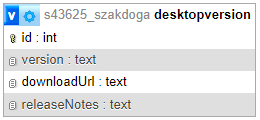 v s43625_szakdoga desktopversion
id : int
version : text
downloadUrl : text
releaseNotes : text